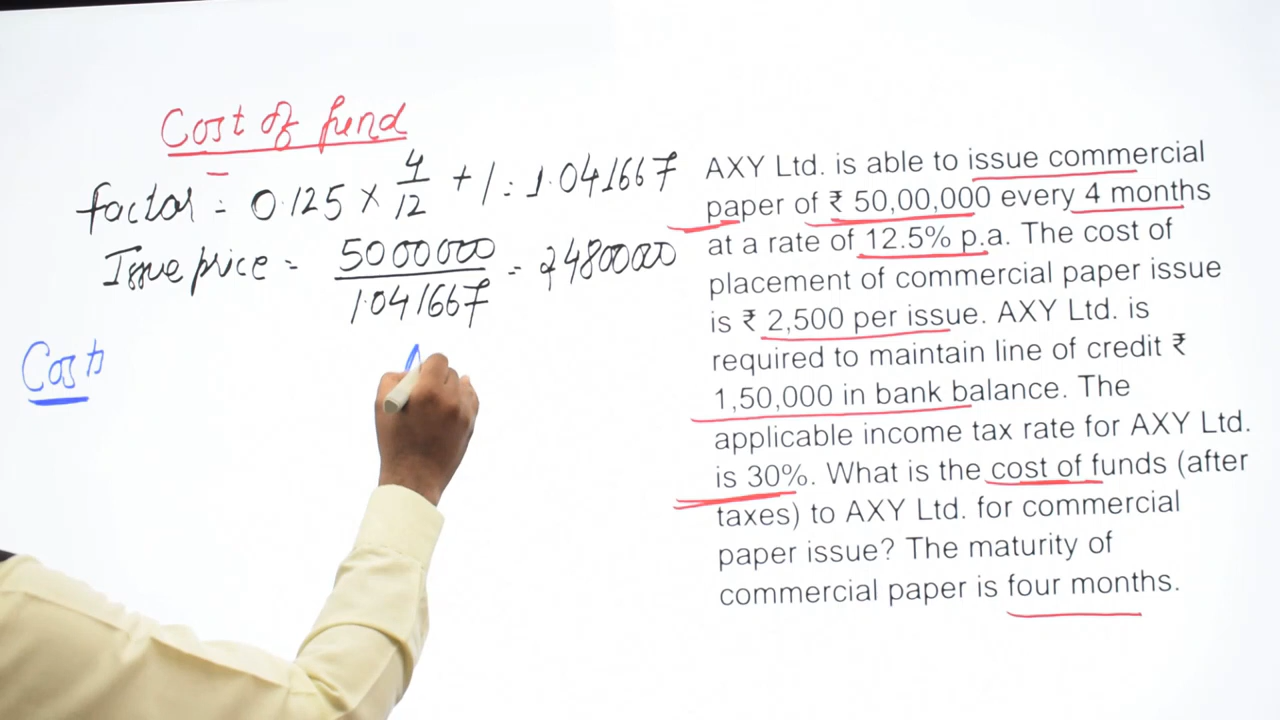 Cost of fund
factor = 0.125 × 4/12 + 1 = 1.041667
Issue price = 5000000/1.041667 = ₹4800000
Costs
AXY Ltd. is able to issue commercial
paper of ₹ 50,00,000 every 4 months
at a rate of 12.5% p.a. The cost of
placement of commercial paper issue
is ₹ 2,500 per issue. AXY Ltd. is
required to maintain line of credit ₹
1,50,000 in bank balance. The
applicable income tax rate for AXY Ltd.
is 30%. What is the cost of funds (after
taxes) to AXY Ltd. for commercial
paper issue? The maturity of
commercial paper is four months.